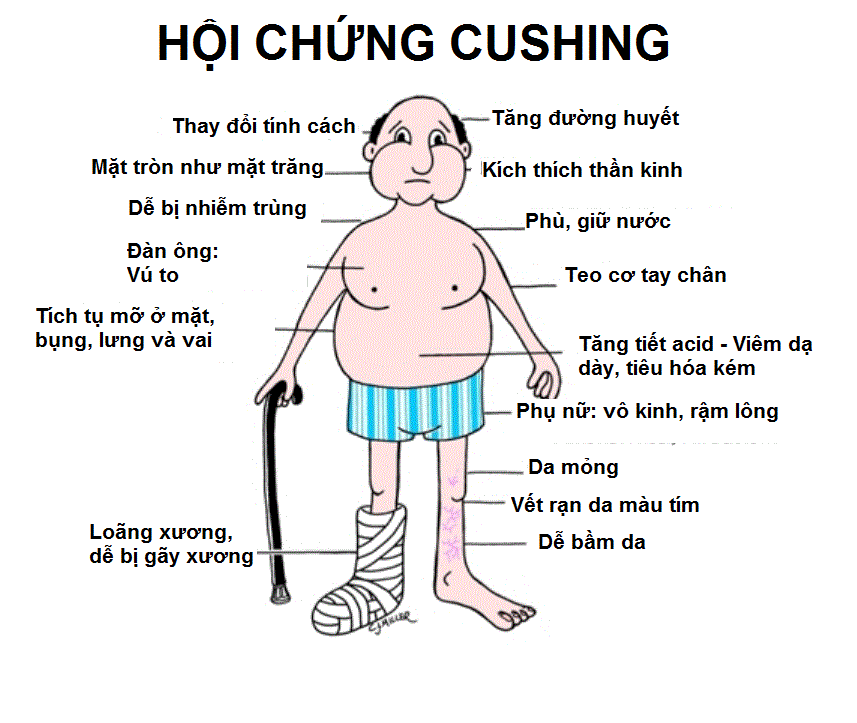 HỘI CHỨNG CUSHING
Thay đổi tính cách
Tăng đường huyết
Mặt tròn như mặt trăng
Kích thích thần kinh
Dễ bị nhiễm trùng
Phù, giữ nước
Đàn ông:
Vú to
Teo cơ tay chân
Tích tụ mỡ ở mặt,
bụng, lưng và vai
Tăng tiết acid - Viêm dạ
dày, tiêu hóa kém
Phụ nữ: vô kinh, rậm lông
Da mỏng
Vết rạn da màu tím
Loãng xương,
dễ bị gãy xương
Dễ bầm da
CJMILLER